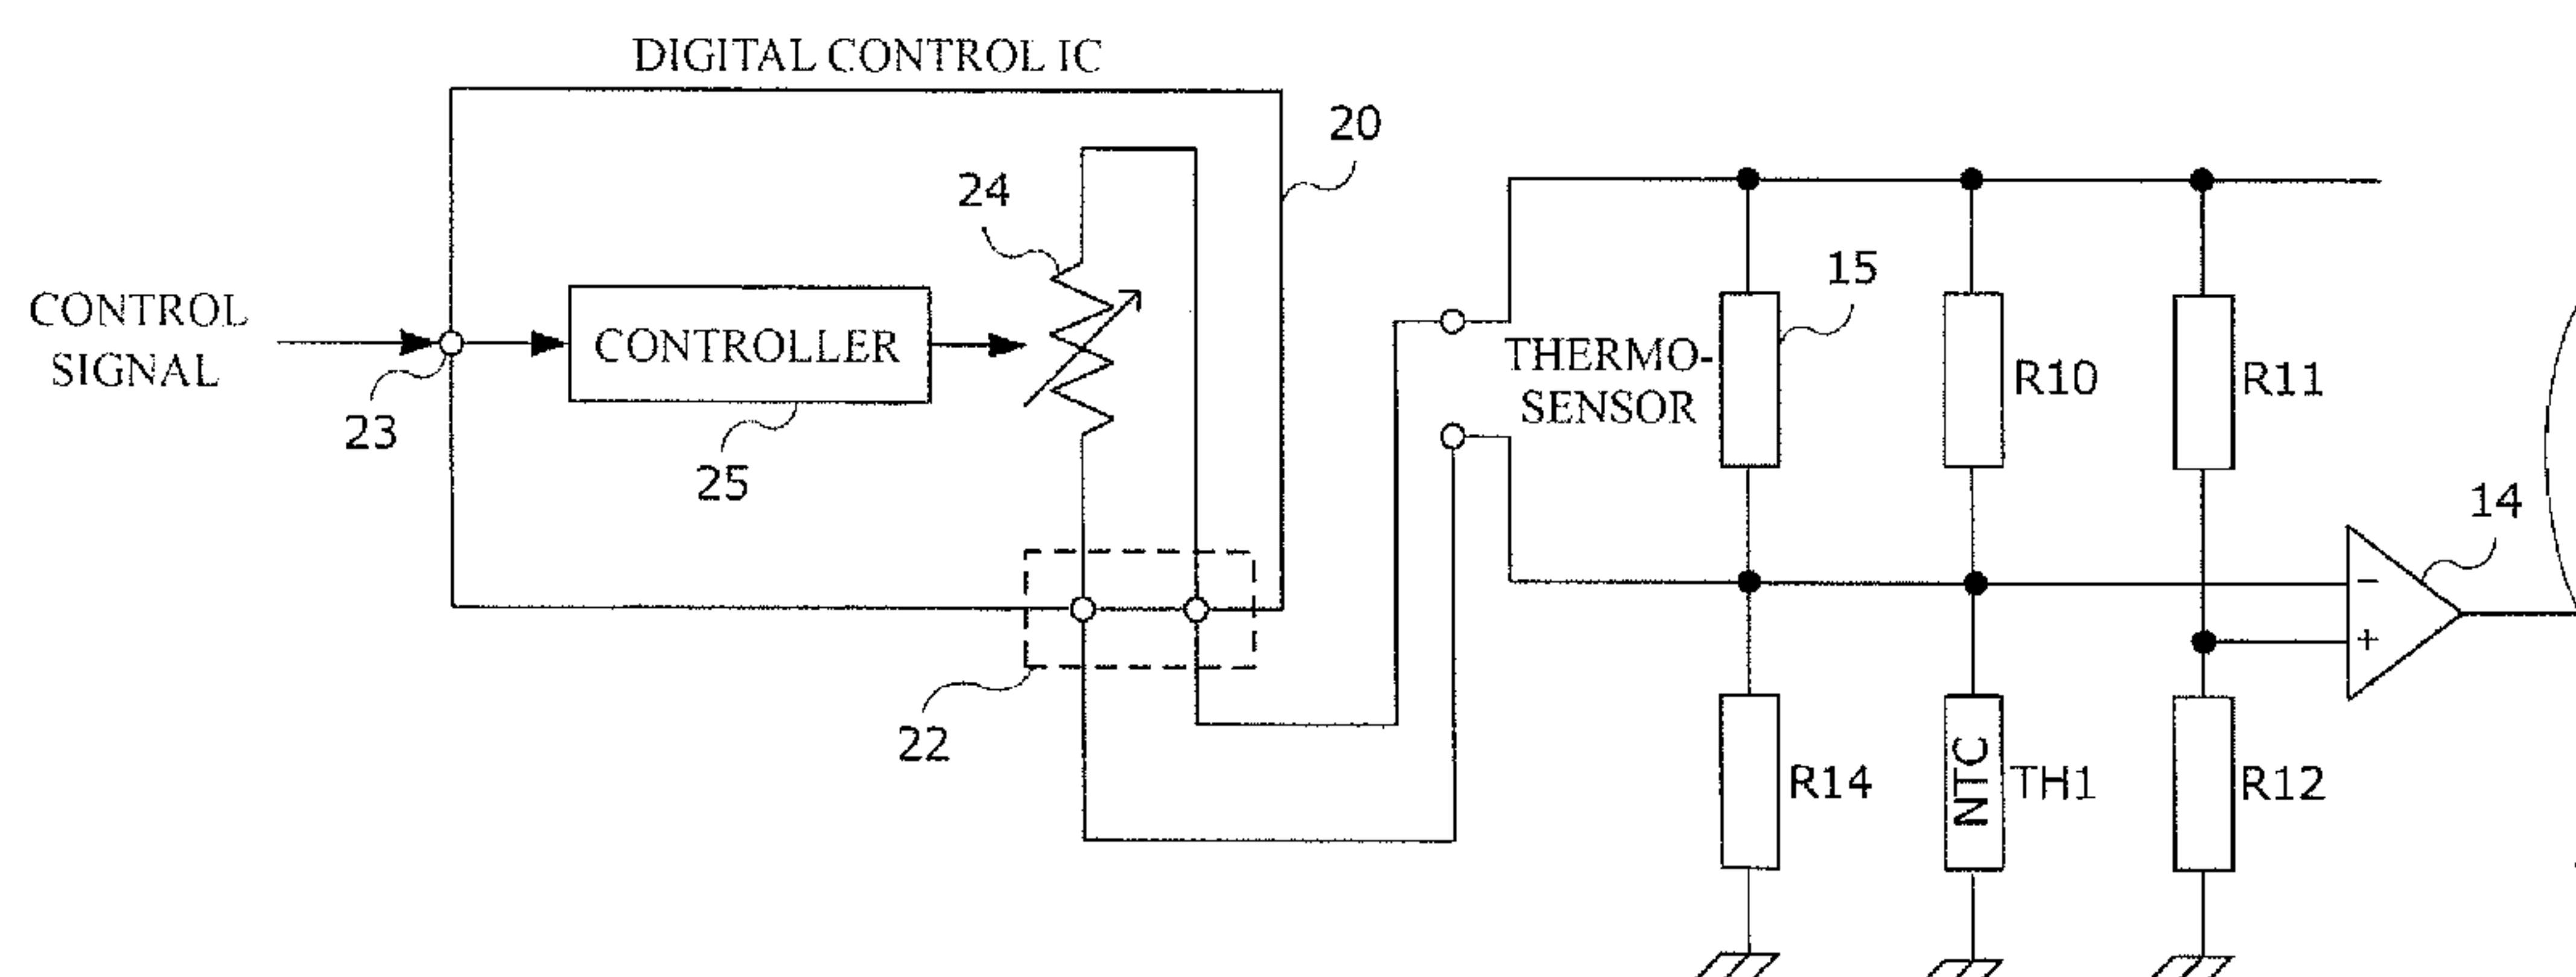 DIGITAL CONTROL IC
20
24
CONTROL
SIGNAL
CONTROLLER
23
25
22
THERMO-
SENSOR
15
R10
R11
14
−
+
R14
NTC
TH1
R12